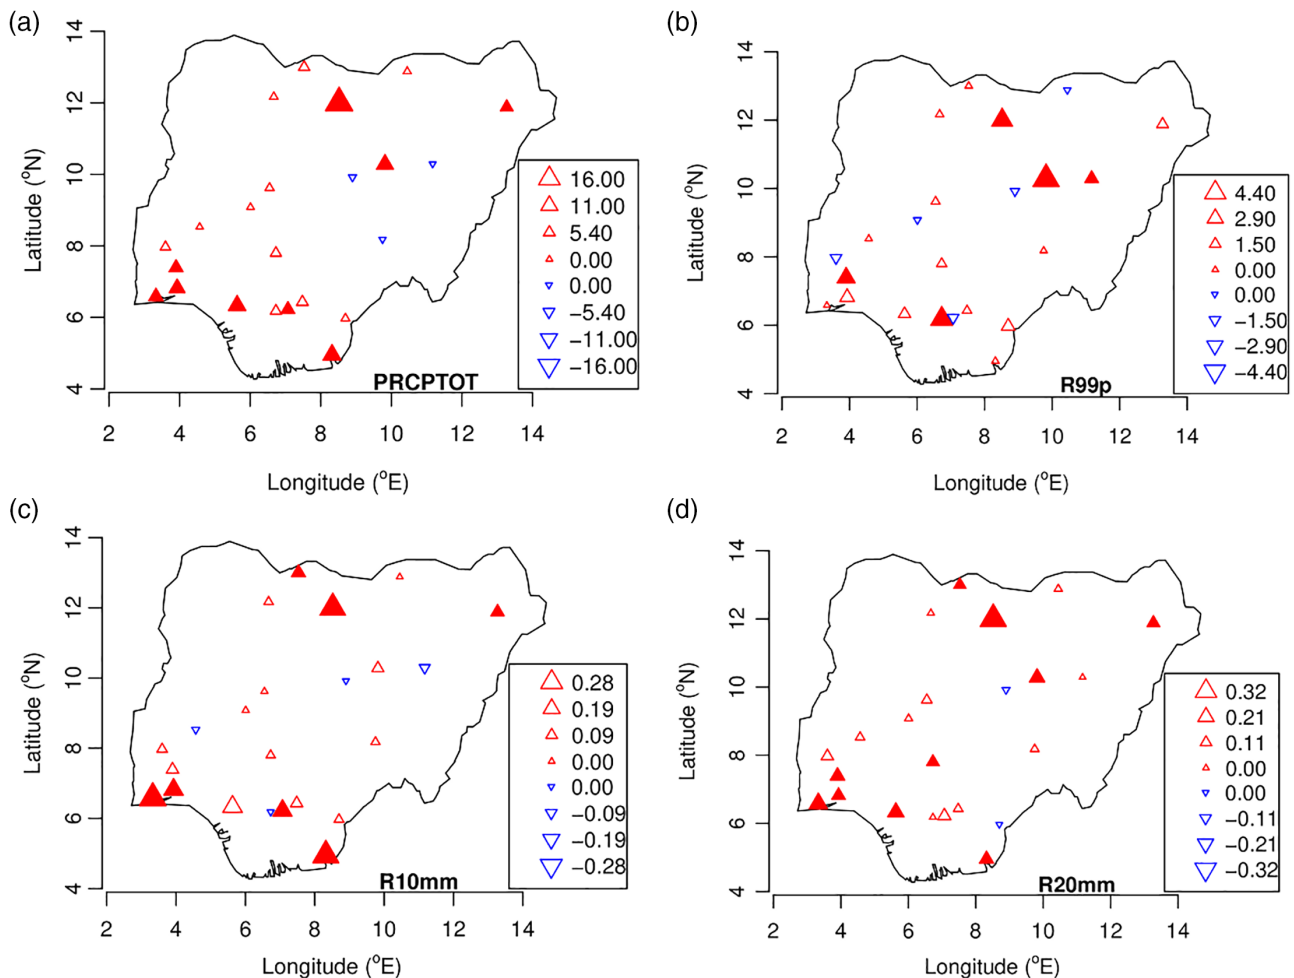 (a)
14
12
10
8
6
4
Latitude (°N)
16.00
11.00
5.40
0.00
0.00
−5.40
−11.00
−16.00
PRCPTOT
2 4 6 8 10 12 14
Longitude (°E)
(b)
14
12
10
8
6
4
Latitude (°N)
4.40
2.90
1.50
0.00
0.00
−1.50
−2.90
−4.40
R99p
2 4 6 8 10 12 14
Longitude (°E)
(c)
14
12
10
8
6
4
Latitude (°N)
0.28
0.19
0.09
0.00
0.00
−0.09
−0.19
−0.28
R10mm
2 4 6 8 10 12 14
Longitude (°E)
(d)
14
12
10
8
6
4
Latitude (°N)
0.32
0.21
0.11
0.00
0.00
−0.11
−0.21
−0.32
R20mm
2 4 6 8 10 12 14
Longitude (°E)